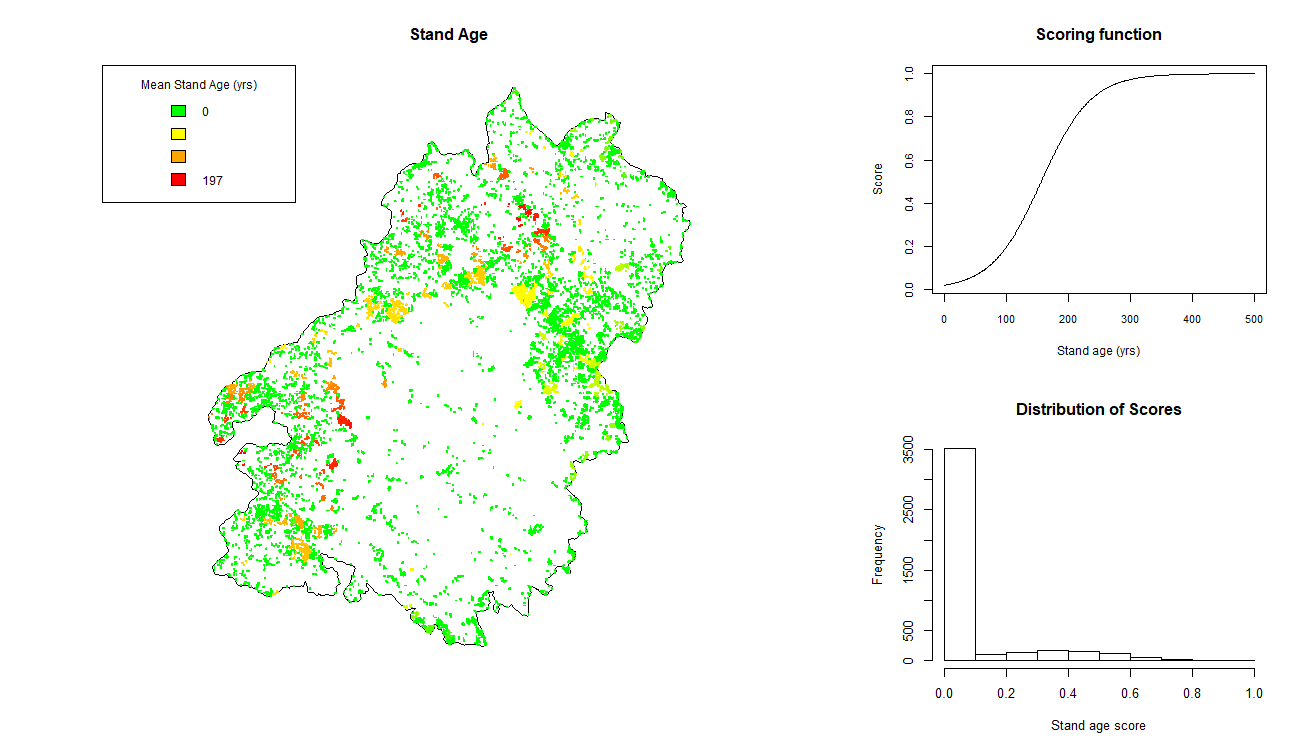 Stand Age
Mean Stand Age (yrs)
0
197
Scoring function
Score
0.0
0.2
0.4
0.6
0.8
1.0
0 100 200 300 400 500
Stand age (yrs)
Distribution of Scores
Frequency
0
500
1500
2500
3500
0.0 0.2 0.4 0.6 0.8 1.0
Stand age score